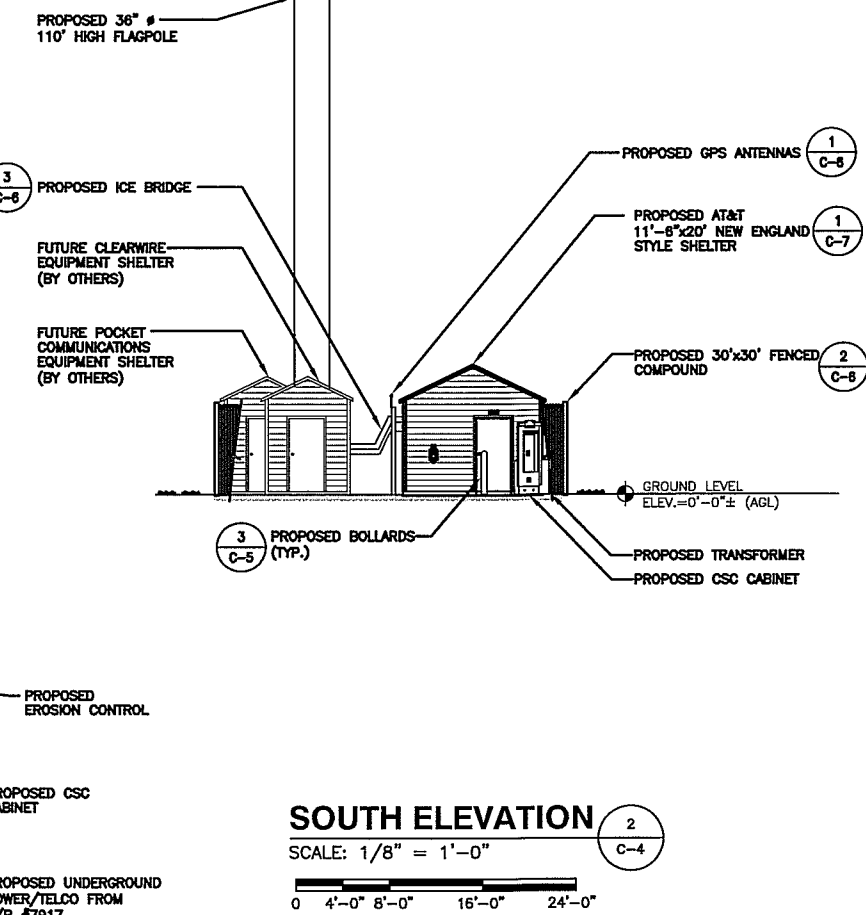 PROPOSED 36" ø
110' HIGH FLAGPOLE
3
C-6
PROPOSED ICE BRIDGE
FUTURE CLEARWIRE
EQUIPMENT SHELTER
(BY OTHERS)
FUTURE POCKET
COMMUNICATIONS
EQUIPMENT SHELTER
(BY OTHERS)
PROPOSED GPS ANTENNAS
1
C-6
PROPOSED AT&T
11'-6"x20' NEW ENGLAND
STYLE SHELTER
1
C-7
PROPOSED 30'x30' FENCED
COMPOUND
2
C-6
GROUND LEVEL
ELEV.=0'-0"± (AGL)
3
C-5
PROPOSED BOLLARDS
(TYP.)
PROPOSED TRANSFORMER
PROPOSED CSC CABINET
PROPOSED
EROSION CONTROL
ROPOSED CSC
ABINET
ROPOSED UNDERGROUND
OWER/TELCO FROM
#7917
SOUTH ELEVATION
2
C-4
SCALE: 1/8" = 1'-0"
0 4'-0" 8'-0" 16'-0" 24'-0"